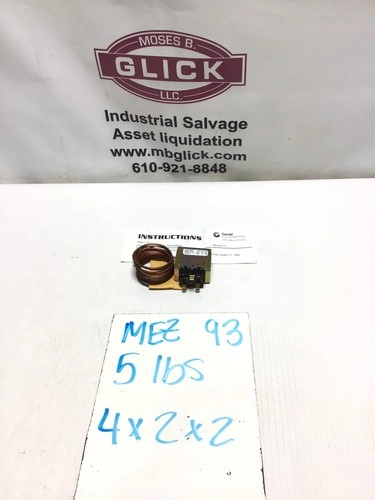 MOSES B.
GLICK
LLC.
Industrial Salvage
Asset liquidation
www.mbglick.com
610-921-8848
INSTRUCTIONS
MEZ 93
5 lbs
4x2x2